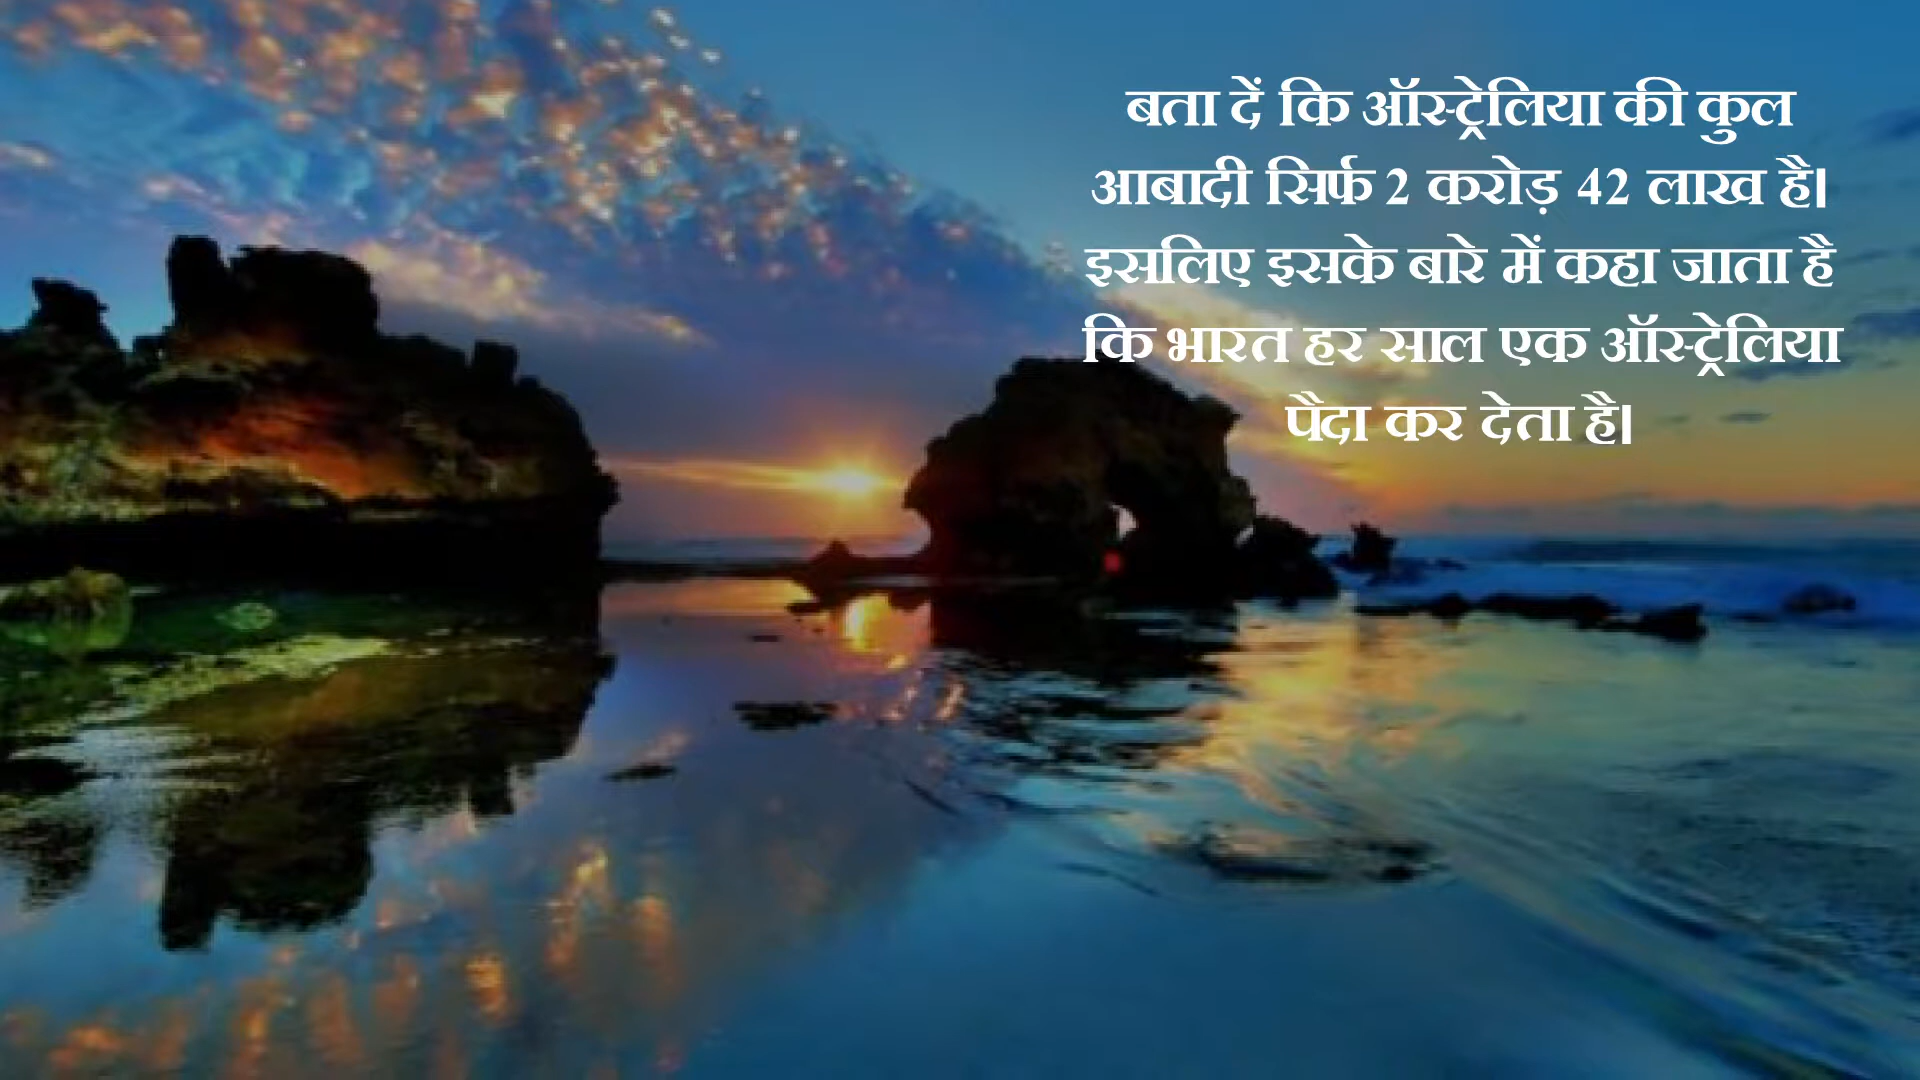 बता दें कि ऑस्ट्रेलिया की कुल
आबादी सिर्फ 2 करोड़ 42 लाख है।
इसलिए इसके बारे में कहा जाता है
कि भारत हर साल एक ऑस्ट्रेलिया
पैदा कर देता है।